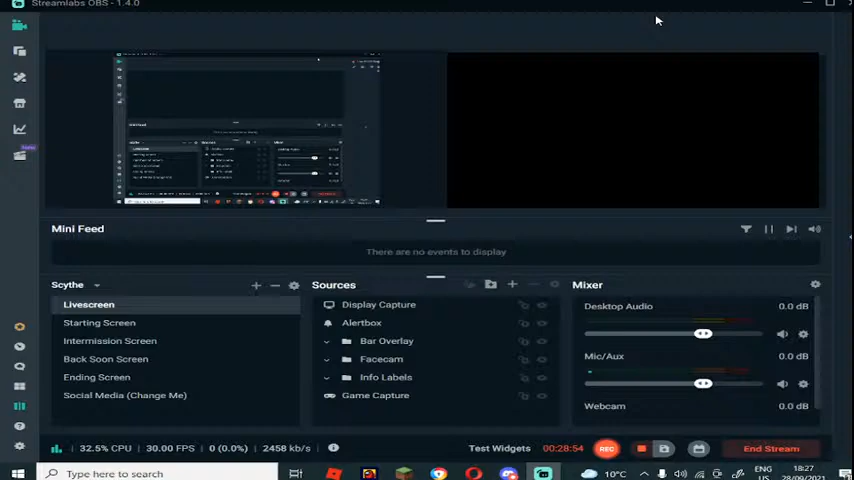 Streamlabs OBS - 1.4.0
New
Mini Feed
There are no events to display
Scythe
Sources
Mixer
Livescreen
Starting Screen
Intermission Screen
Back Soon Screen
Ending Screen
Social Media (Change Me)
Display Capture
Alertbox
Bar Overlay
Facecam
Info Labels
Game Capture
Desktop Audio 0.0 dB
Mic/Aux 0.0 dB
Webcam 0.0 dB
32.5% CPU 30.00 FPS 0 (0.0%) 2458 kb/s
Test Widgets 00:28:54 REC End Stream
Type here to search
10°C
ENG
US
18:27
28/09/2021